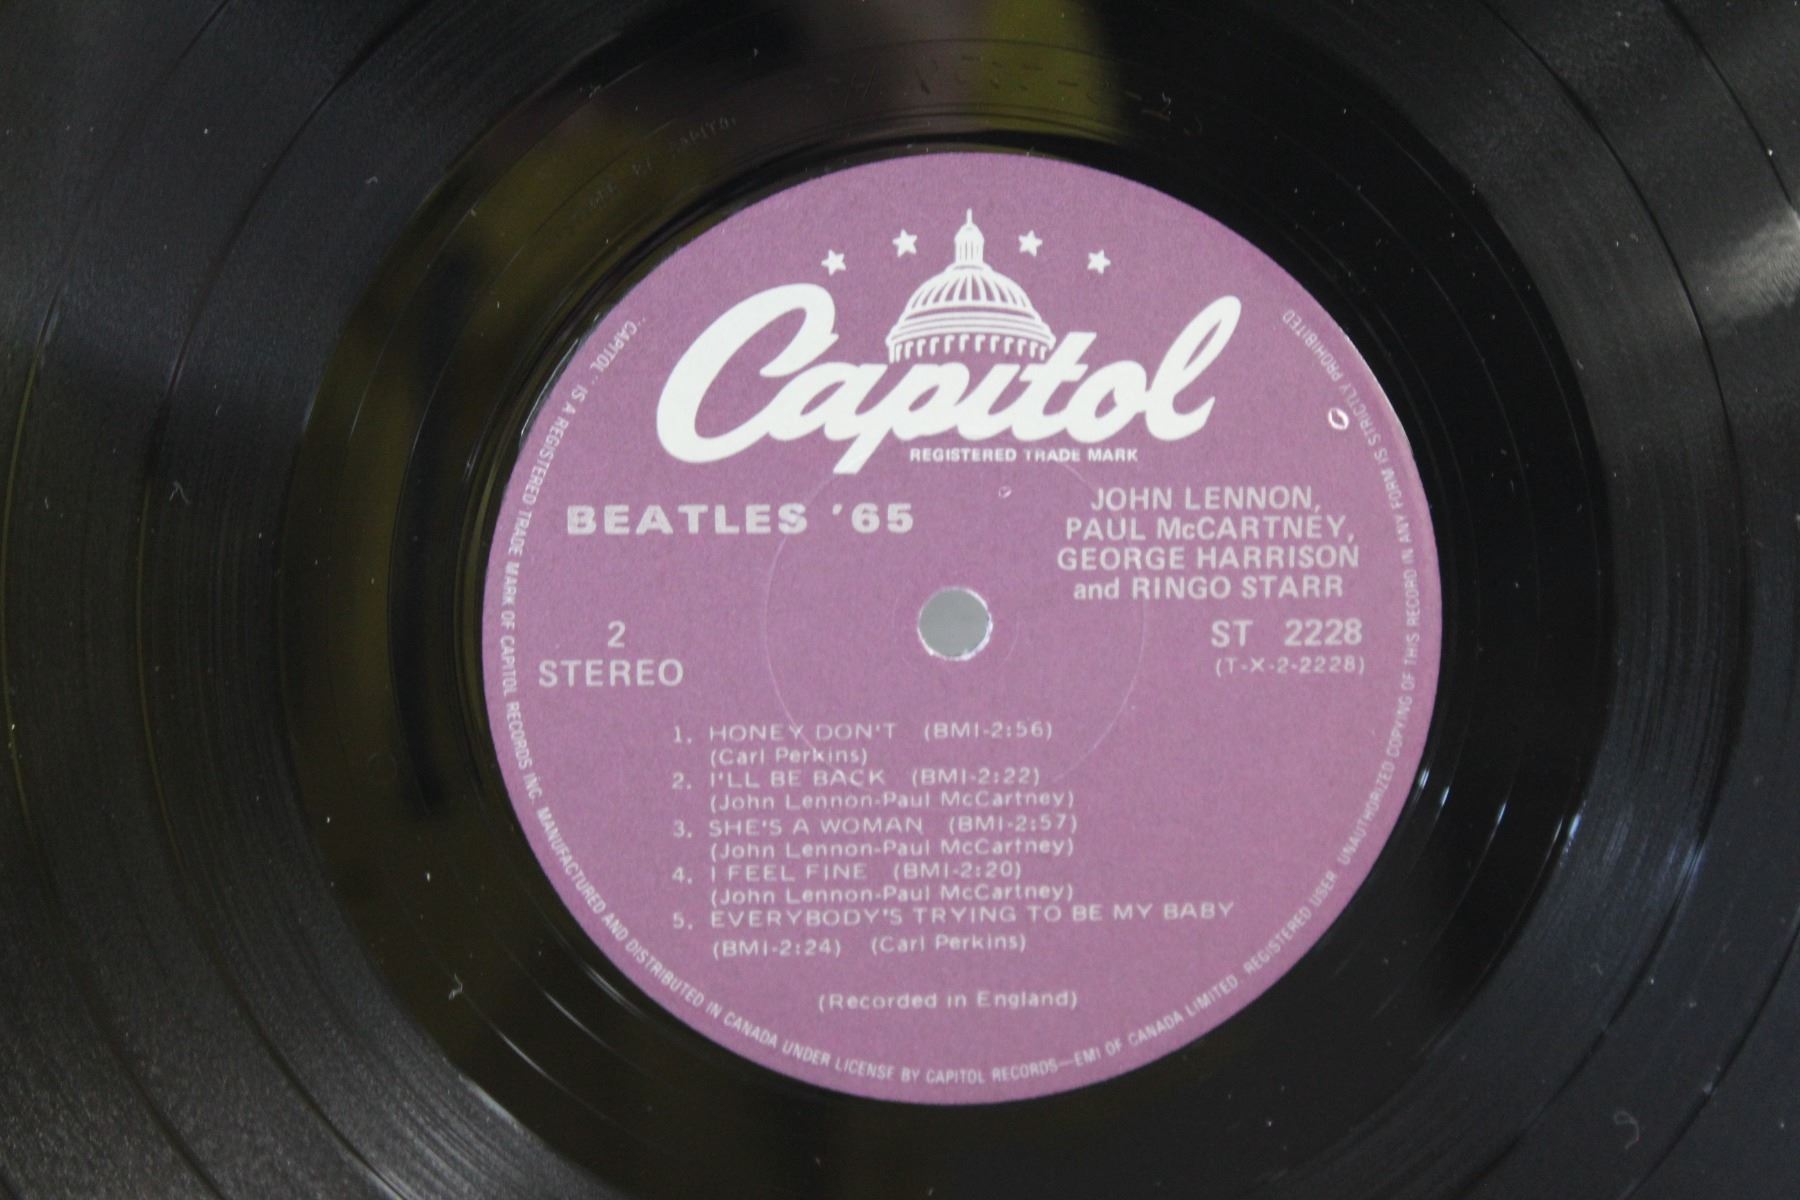 Capitol
REGISTERED TRADE MARK
BEATLES '65
JOHN LENNON,
PAUL McCARTNEY,
GEORGE HARRISON
and RINGO STARR
2
STEREO
ST 2228
(T-X-2-2228)
1. HONEY DON'T (BMI-2:56)
(Carl Perkins)
2. I'LL BE BACK (BMI-2:22)
(John Lennon-Paul McCartney)
3. SHE'S A WOMAN (BMI-2:57)
(John Lennon-Paul McCartney)
4. I FEEL FINE (BMI-2:20)
(John Lennon-Paul McCartney)
5. EVERYBODY'S TRYING TO BE MY BABY
(BMI-2:24) (Carl Perkins)
(Recorded in England)
"CAPITOL" IS A REGISTERED TRADE MARK OF CAPITOL RECORDS INC. MANUFACTURED AND DISTRIBUTED IN CANADA UNDER LICENSE BY CAPITOL RECORDS—EMI OF CANADA LIMITED. REGISTERED USER. UNAUTHORIZED COPYING OF THIS RECORD IN ANY FORM IS STRICTLY PROHIBITED